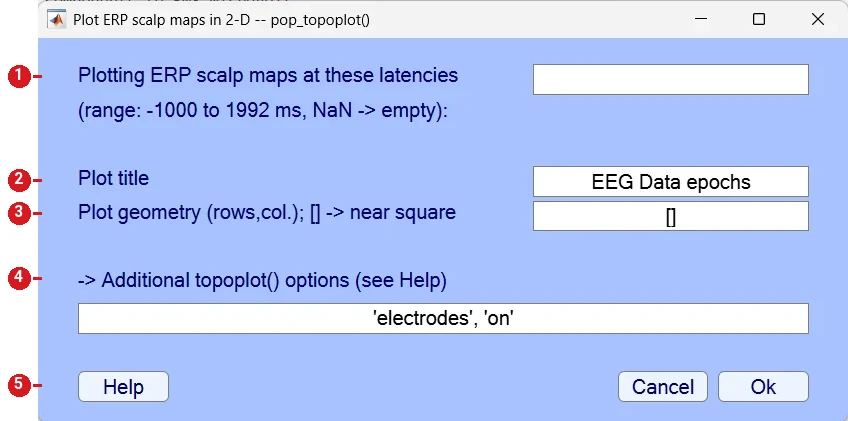 Plot ERP scalp maps in 2-D -- pop_topoplot()
1 Plotting ERP scalp maps at these latencies
(range: -1000 to 1992 ms, NaN -> empty):
2 Plot title EEG Data epochs
3 Plot geometry (rows,col.); [] -> near square []
4 -> Additional topoplot() options (see Help)
'electrodes', 'on'
5 Help Cancel Ok